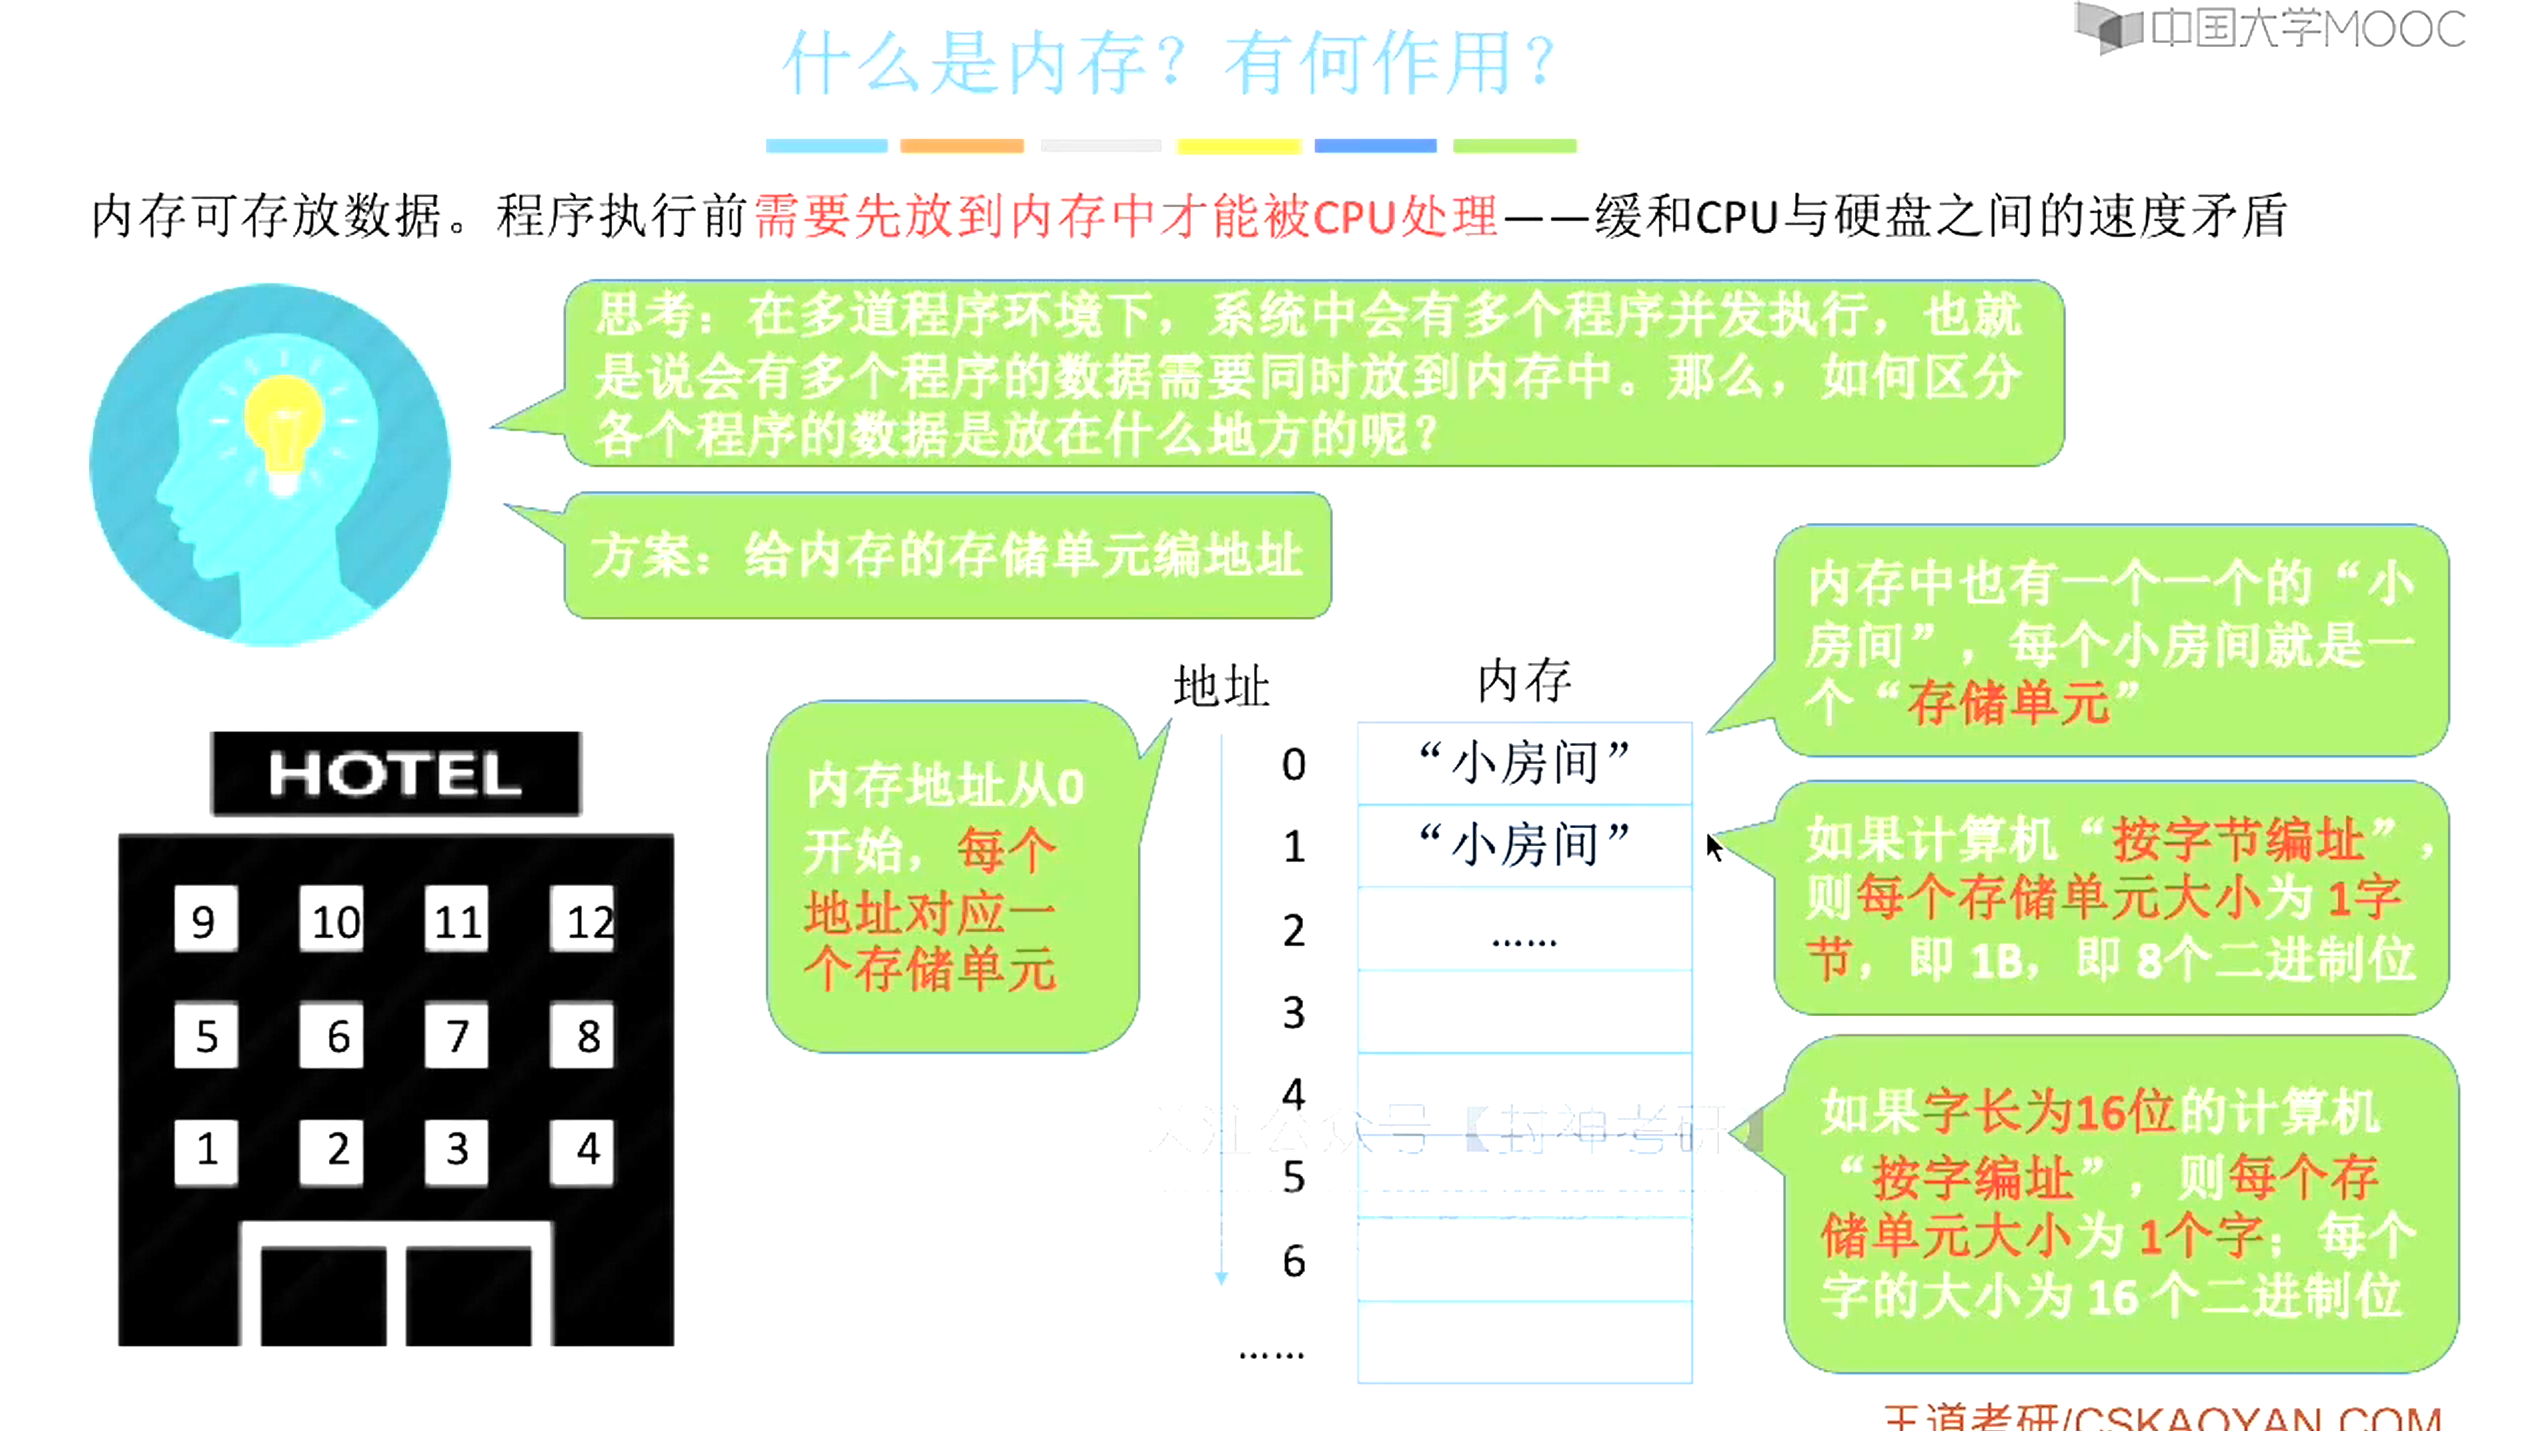 中国大学MOOC
什么是内存？有何作用？
内存可存放数据。程序执行前需要先放到内存中才能被CPU处理——缓和CPU与硬盘之间的速度矛盾
思考：在多道程序环境下，系统中会有多个程序并发执行，也就
是说会有多个程序的数据需要同时放到内存中。那么，如何区分
各个程序的数据是放在什么地方的呢？
方案：给内存的存储单元编地址
内存中也有一个一个的“小
房间”，每个小房间就是一
个“存储单元”
地址
内存
内存地址从0
开始，每个
地址对应一
个存储单元
0
“小房间”
1
“小房间”
2
……
3
4
5
6
……
如果计算机“按字节编址”，
则每个存储单元大小为 1字
节，即 1B，即 8个二进制位
如果字长为16位的计算机
“按字编址”，则每个存
储单元大小为 1个字；每个
字的大小为 16 个二进制位
HOTEL
9 10 11 12
5 6 7 8
1 2 3 4
注公众号【封神考研】
王道考研/CSKAOYAN.COM